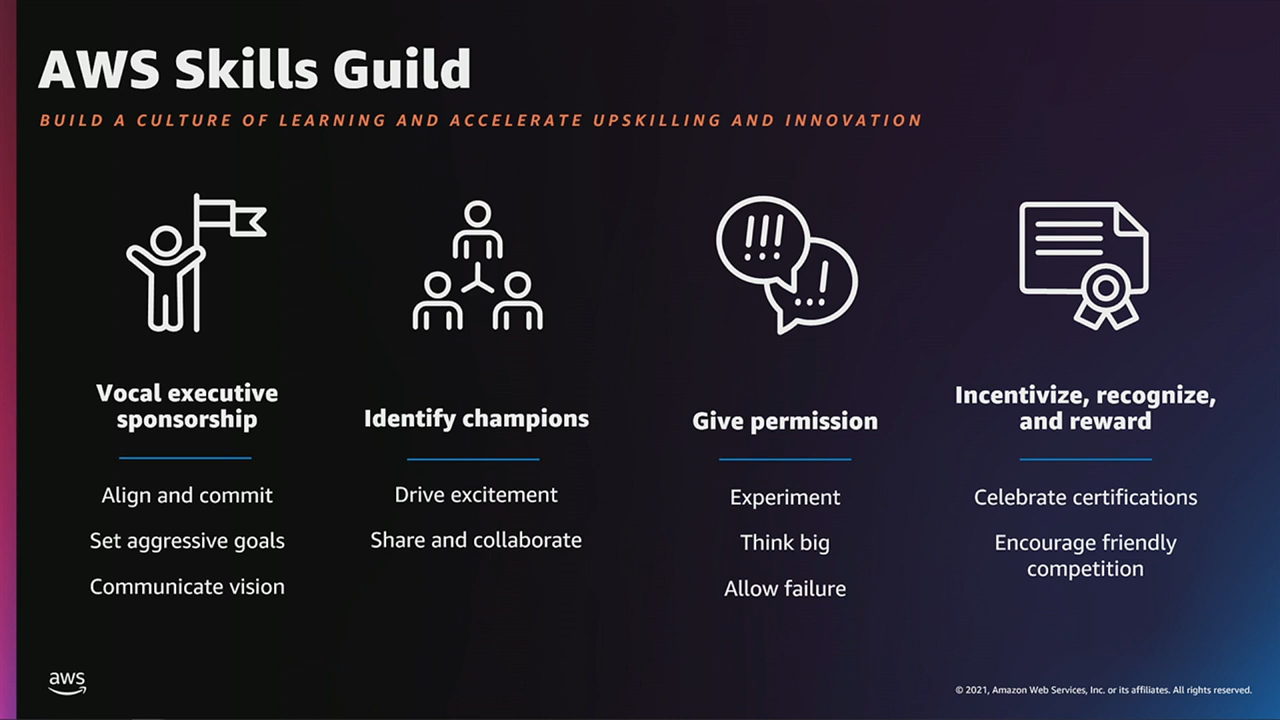 AWS Skills Guild
BUILD A CULTURE OF LEARNING AND ACCELERATE UPSKILLING AND INNOVATION
!!!
...!
Vocal executive
sponsorship
Align and commit
Set aggressive goals
Communicate vision
Identify champions
Drive excitement
Share and collaborate
Give permission
Experiment
Think big
Allow failure
Incentivize, recognize,
and reward
Celebrate certifications
Encourage friendly
competition
aws
© 2021, Amazon Web Services, Inc. or its affiliates. All rights reserved.